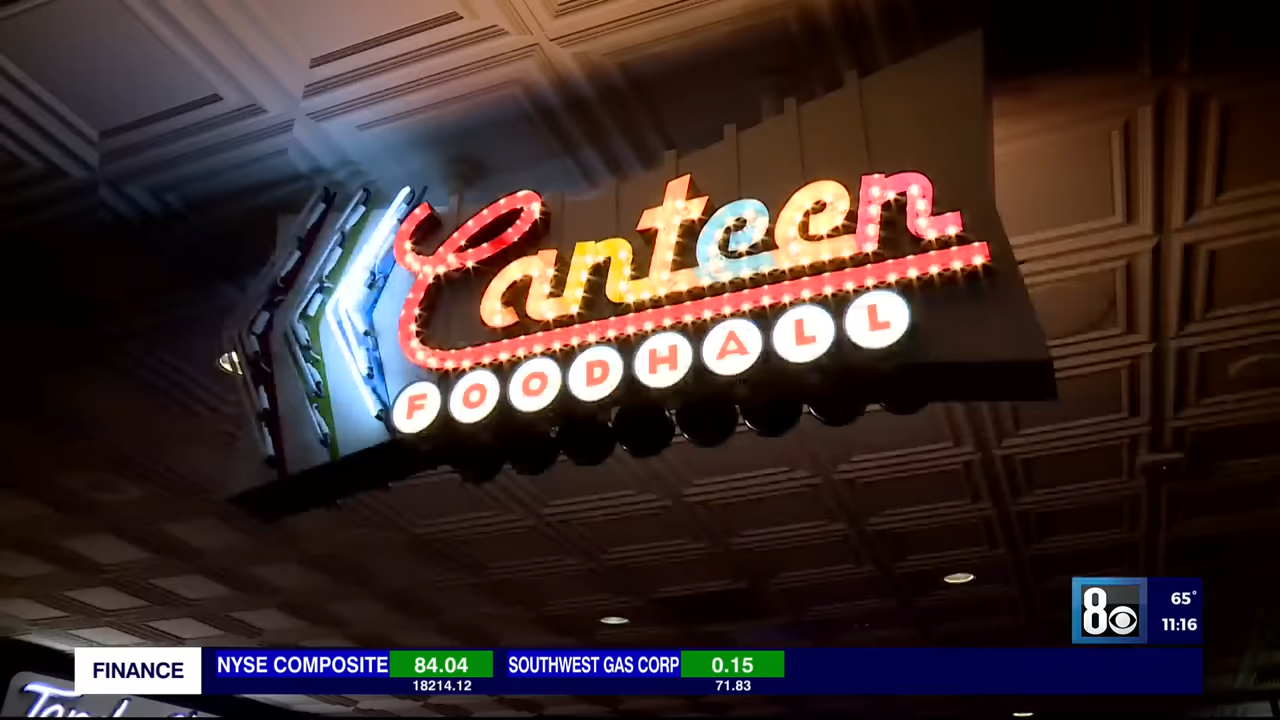 Canteen
FOODHALL
8
65°
11:16
FINANCE
NYSE COMPOSITE 84.04 SOUTHWEST GAS CORP 0.15
18214.12 71.83